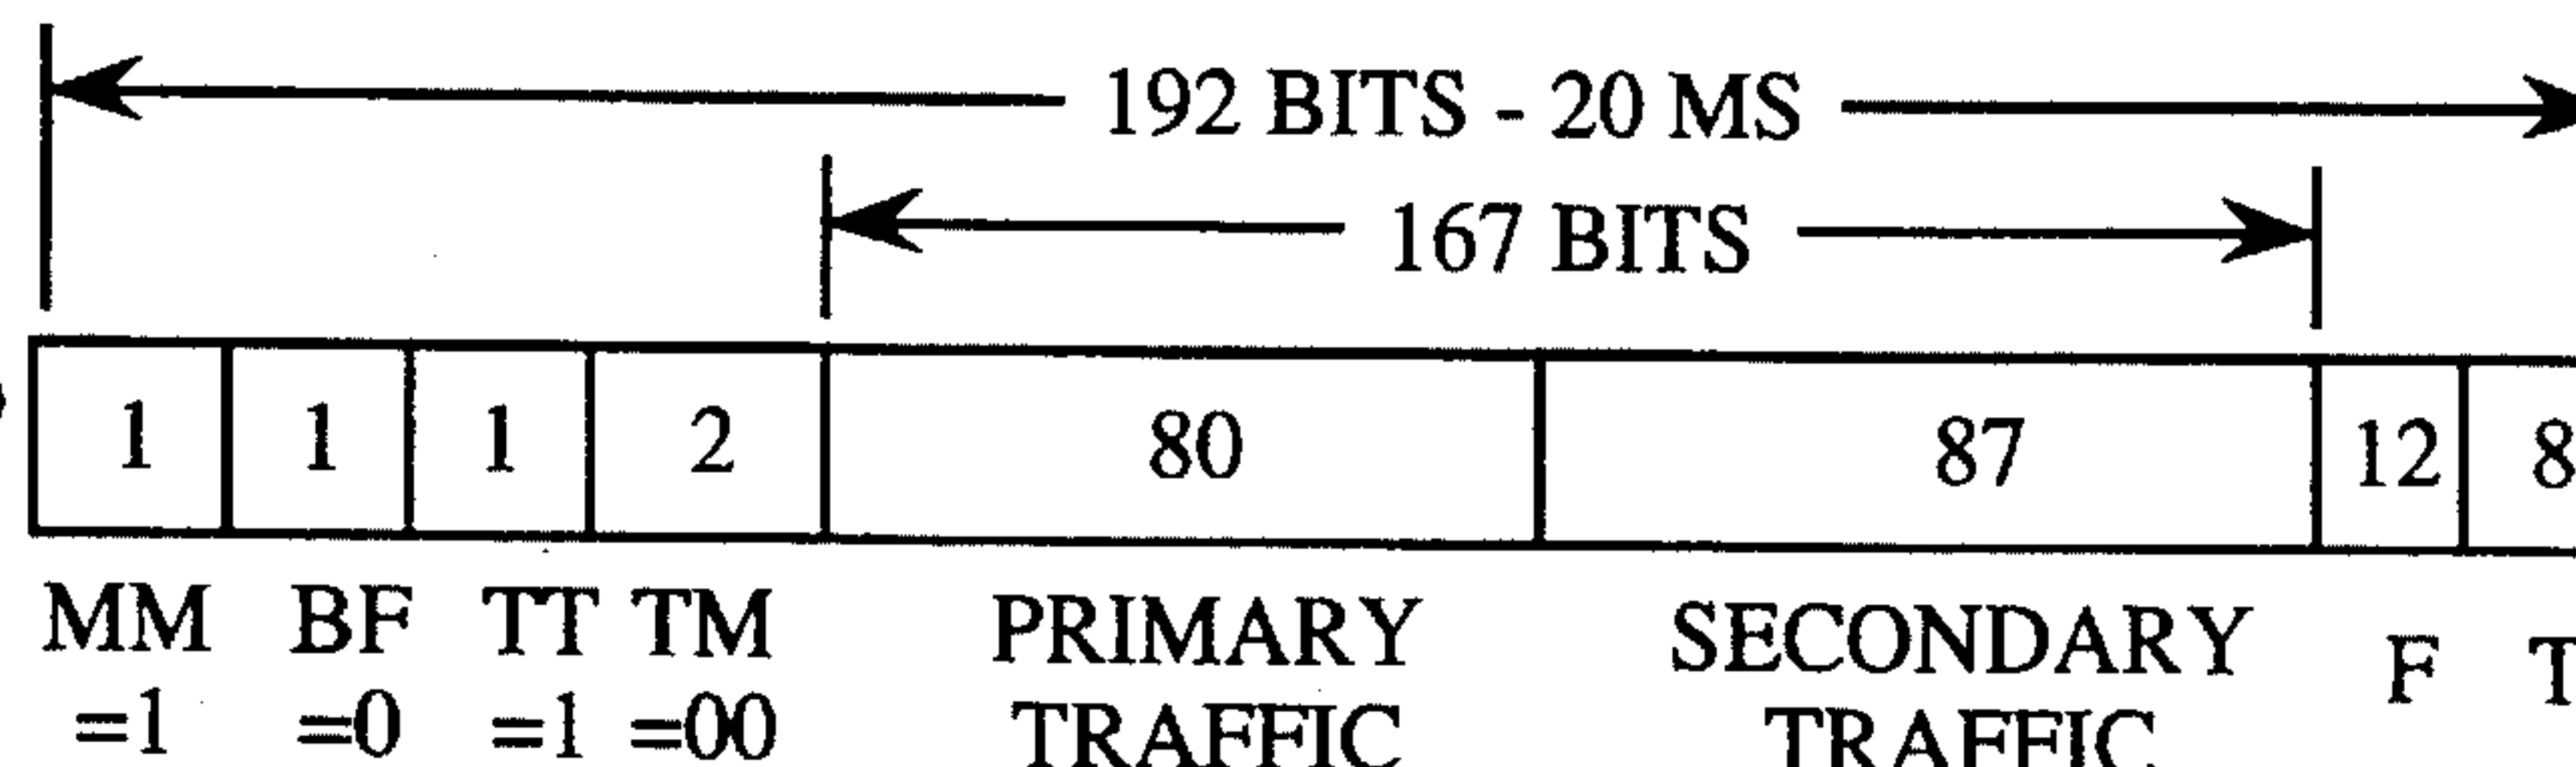 192 BITS - 20 MS
167 BITS
1 1 1 2 80 87 12 8
MM BF TT TM PRIMARY SECONDARY F T
=1 =0 =1 =00 TRAFFIC TRAFFIC